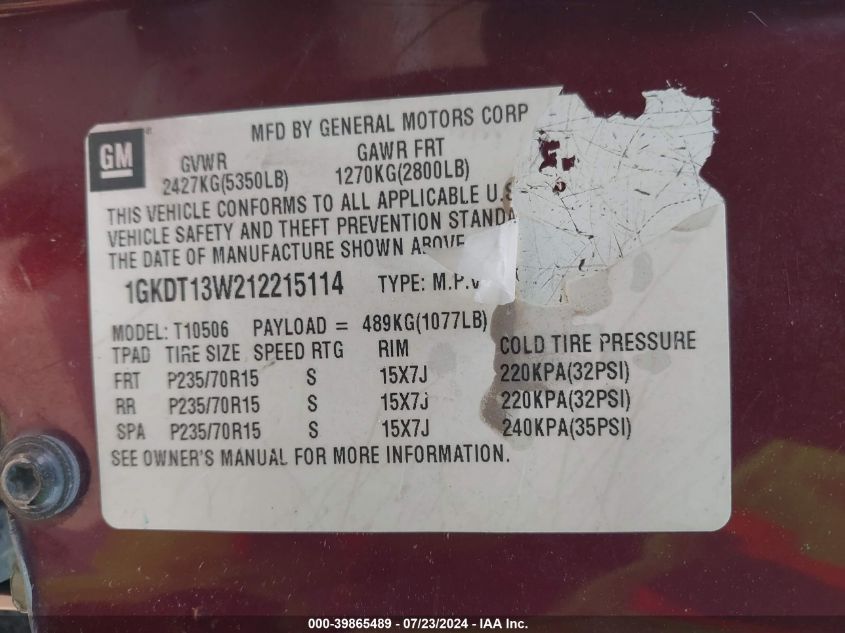 GM
MFD BY GENERAL MOTORS CORP
GVWR GAWR FRT
2427KG(5350LB) 1270KG(2800LB)
THIS VEHICLE CONFORMS TO ALL APPLICABLE U.S
VEHICLE SAFETY AND THEFT PREVENTION STANDA
THE DATE OF MANUFACTURE SHOWN ABOVE
1GKDT13W212215114 TYPE: M.P.V
MODEL: T10506 PAYLOAD = 489KG(1077LB)
TPAD TIRE SIZE SPEED RTG RIM COLD TIRE PRESSURE
FRT P235/70R15 S 15X7J 220KPA(32PSI)
RR P235/70R15 S 15X7J 220KPA(32PSI)
SPA P235/70R15 S 15X7J 240KPA(35PSI)
SEE OWNER'S MANUAL FOR MORE INFORMATION.
000-39865489 - 07/23/2024 - IAA Inc.